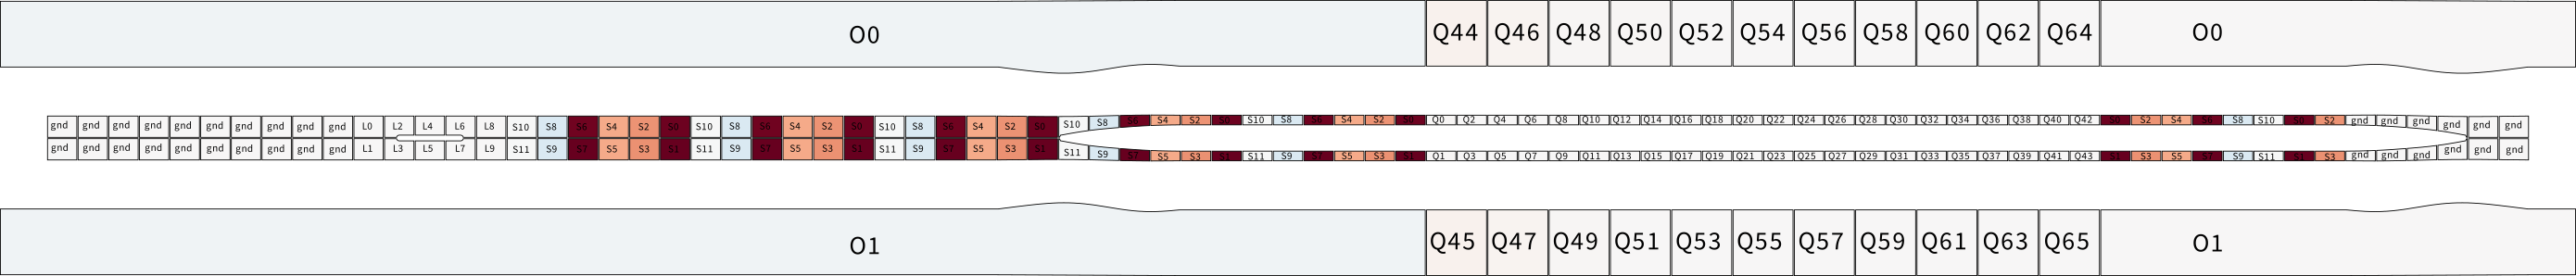 O0 Q44 Q46 Q48 Q50 Q52 Q54 Q56 Q58 Q60 Q62 Q64 O0
gnd gnd gnd gnd gnd gnd gnd gnd gnd gnd L0 L2 L4 L6 L8 S10 S8 S6 S4 S2 S0 S10 S8 S6 S4 S2 S0 S10 S8 S6 S4 S2 S0 S10 S8 S6 S4 S2 S0 S10 S8 S6 S4 S2 S0 Q0 Q2 Q4 Q6 Q8 Q10 Q12 Q14 Q16 Q18 Q20 Q22 Q24 Q26 Q28 Q30 Q32 Q34 Q36 Q38 Q40 Q42 S0 S2 S4 S6 S8 S10 S0 S2 gnd gnd gnd gnd gnd gnd
gnd gnd gnd gnd gnd gnd gnd gnd gnd gnd L1 L3 L5 L7 L9 S11 S9 S7 S5 S3 S1 S11 S9 S7 S5 S3 S1 S11 S9 S7 S5 S3 S1 S11 S9 S7 S5 S3 S1 S11 S9 S7 S5 S3 S1 Q1 Q3 Q5 Q7 Q9 Q11 Q13 Q15 Q17 Q19 Q21 Q23 Q25 Q27 Q29 Q31 Q33 Q35 Q37 Q39 Q41 Q43 S1 S3 S5 S7 S9 S11 S1 S3 gnd gnd gnd gnd gnd gnd
O1 Q45 Q47 Q49 Q51 Q53 Q55 Q57 Q59 Q61 Q63 Q65 O1